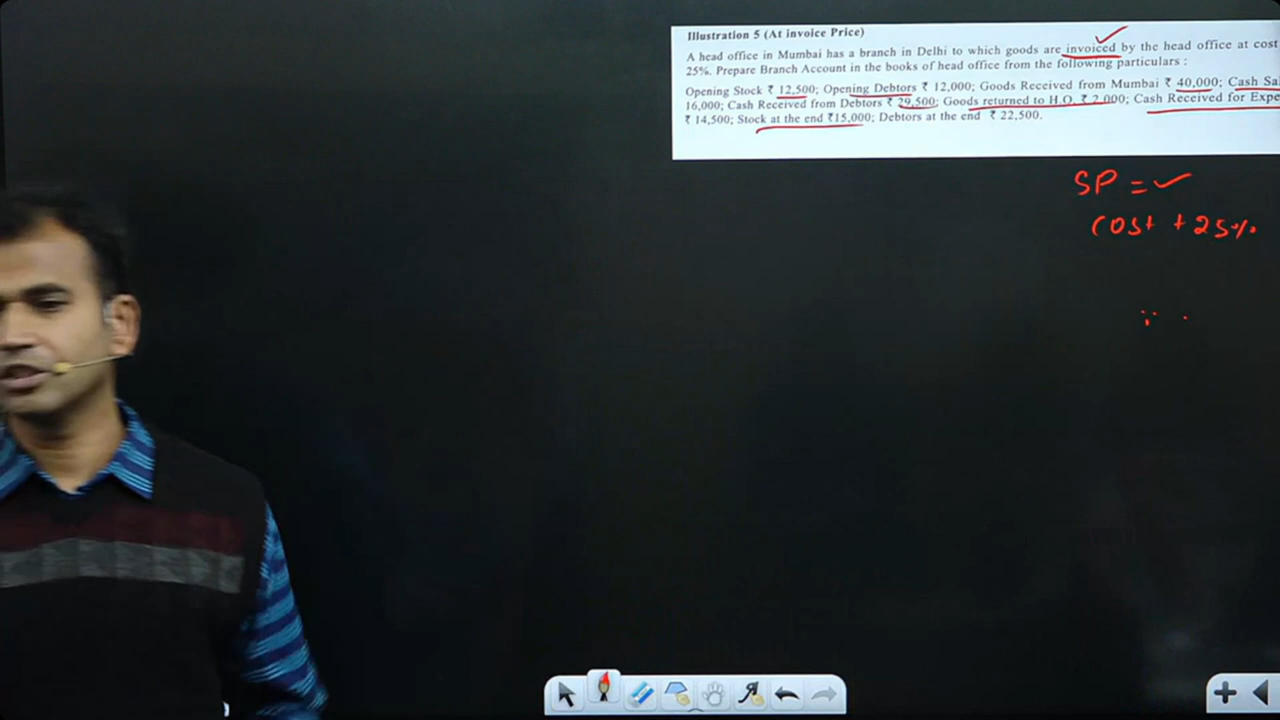 Illustration 5 (At invoice Price)
A head office in Mumbai has a branch in Delhi to which goods are invoiced by the head office at cost
25%. Prepare Branch Account in the books of head office from the following particulars :
Opening Stock ₹ 12,500; Opening Debtors ₹ 12,000; Goods Received from Mumbai ₹ 40,000; Cash Sa
16,000; Cash Received from Debtors ₹ 29,500; Goods returned to H.O. ₹ 2,000; Cash Received for Expe
₹ 14,500; Stock at the end ₹15,000; Debtors at the end ₹ 22,500.
SP =
Cost + 25%